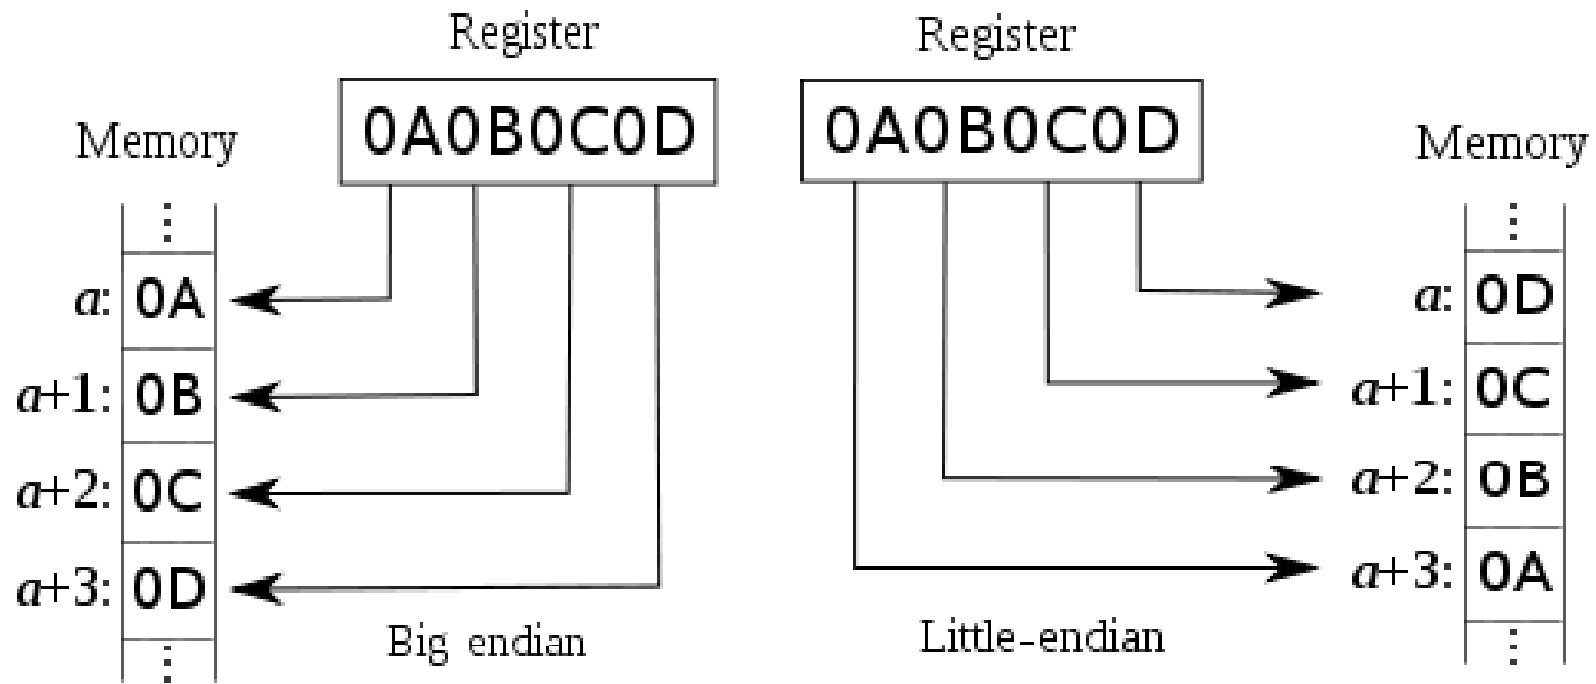 Register
0A0B0C0D
Memory
⋮
a: 0A
a+1: 0B
a+2: 0C
a+3: 0D
⋮
Big endian
Register
0A0B0C0D
Memory
⋮
a: 0D
a+1: 0C
a+2: 0B
a+3: 0A
⋮
Little-endian